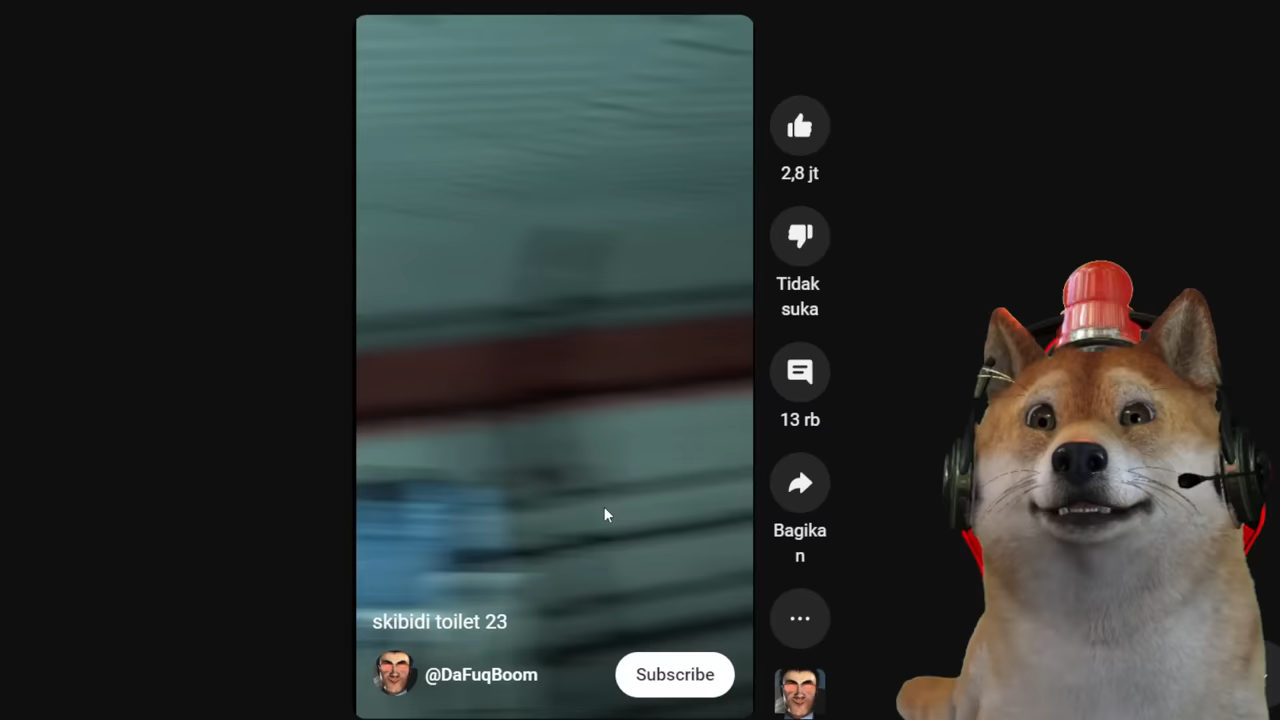 2,8 jt
Tidak
suka
13 rb
Bagika
n
skibidi toilet 23
@DaFuqBoom
Subscribe